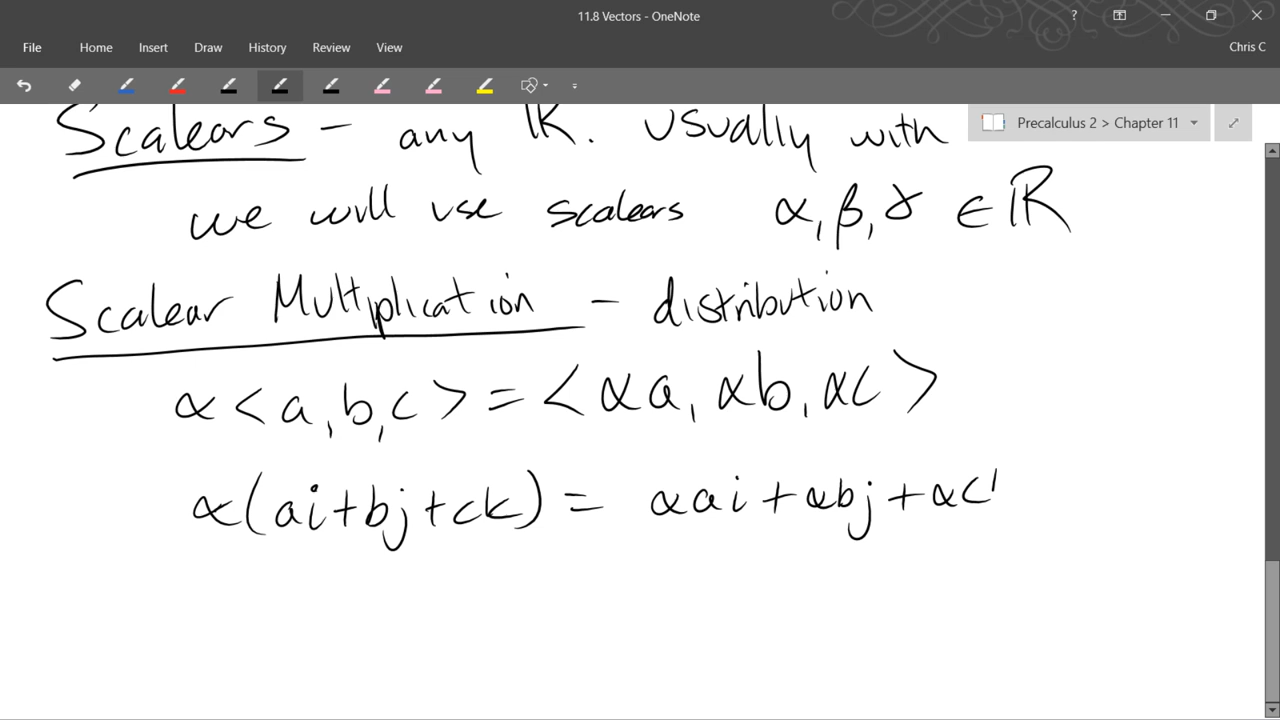 11.8 Vectors - OneNote
?
File Home Insert Draw History Review View
Chris C
Precalculus 2 > Chapter 11
Scalears - any ℝ. usually with
we will use scalears α, β, γ ∈ ℝ
Scalear Multiplication - distribution
α<a, b, c> = <αa, αb, αc>
α(ai+bj+ck) = αai+αbj+αc